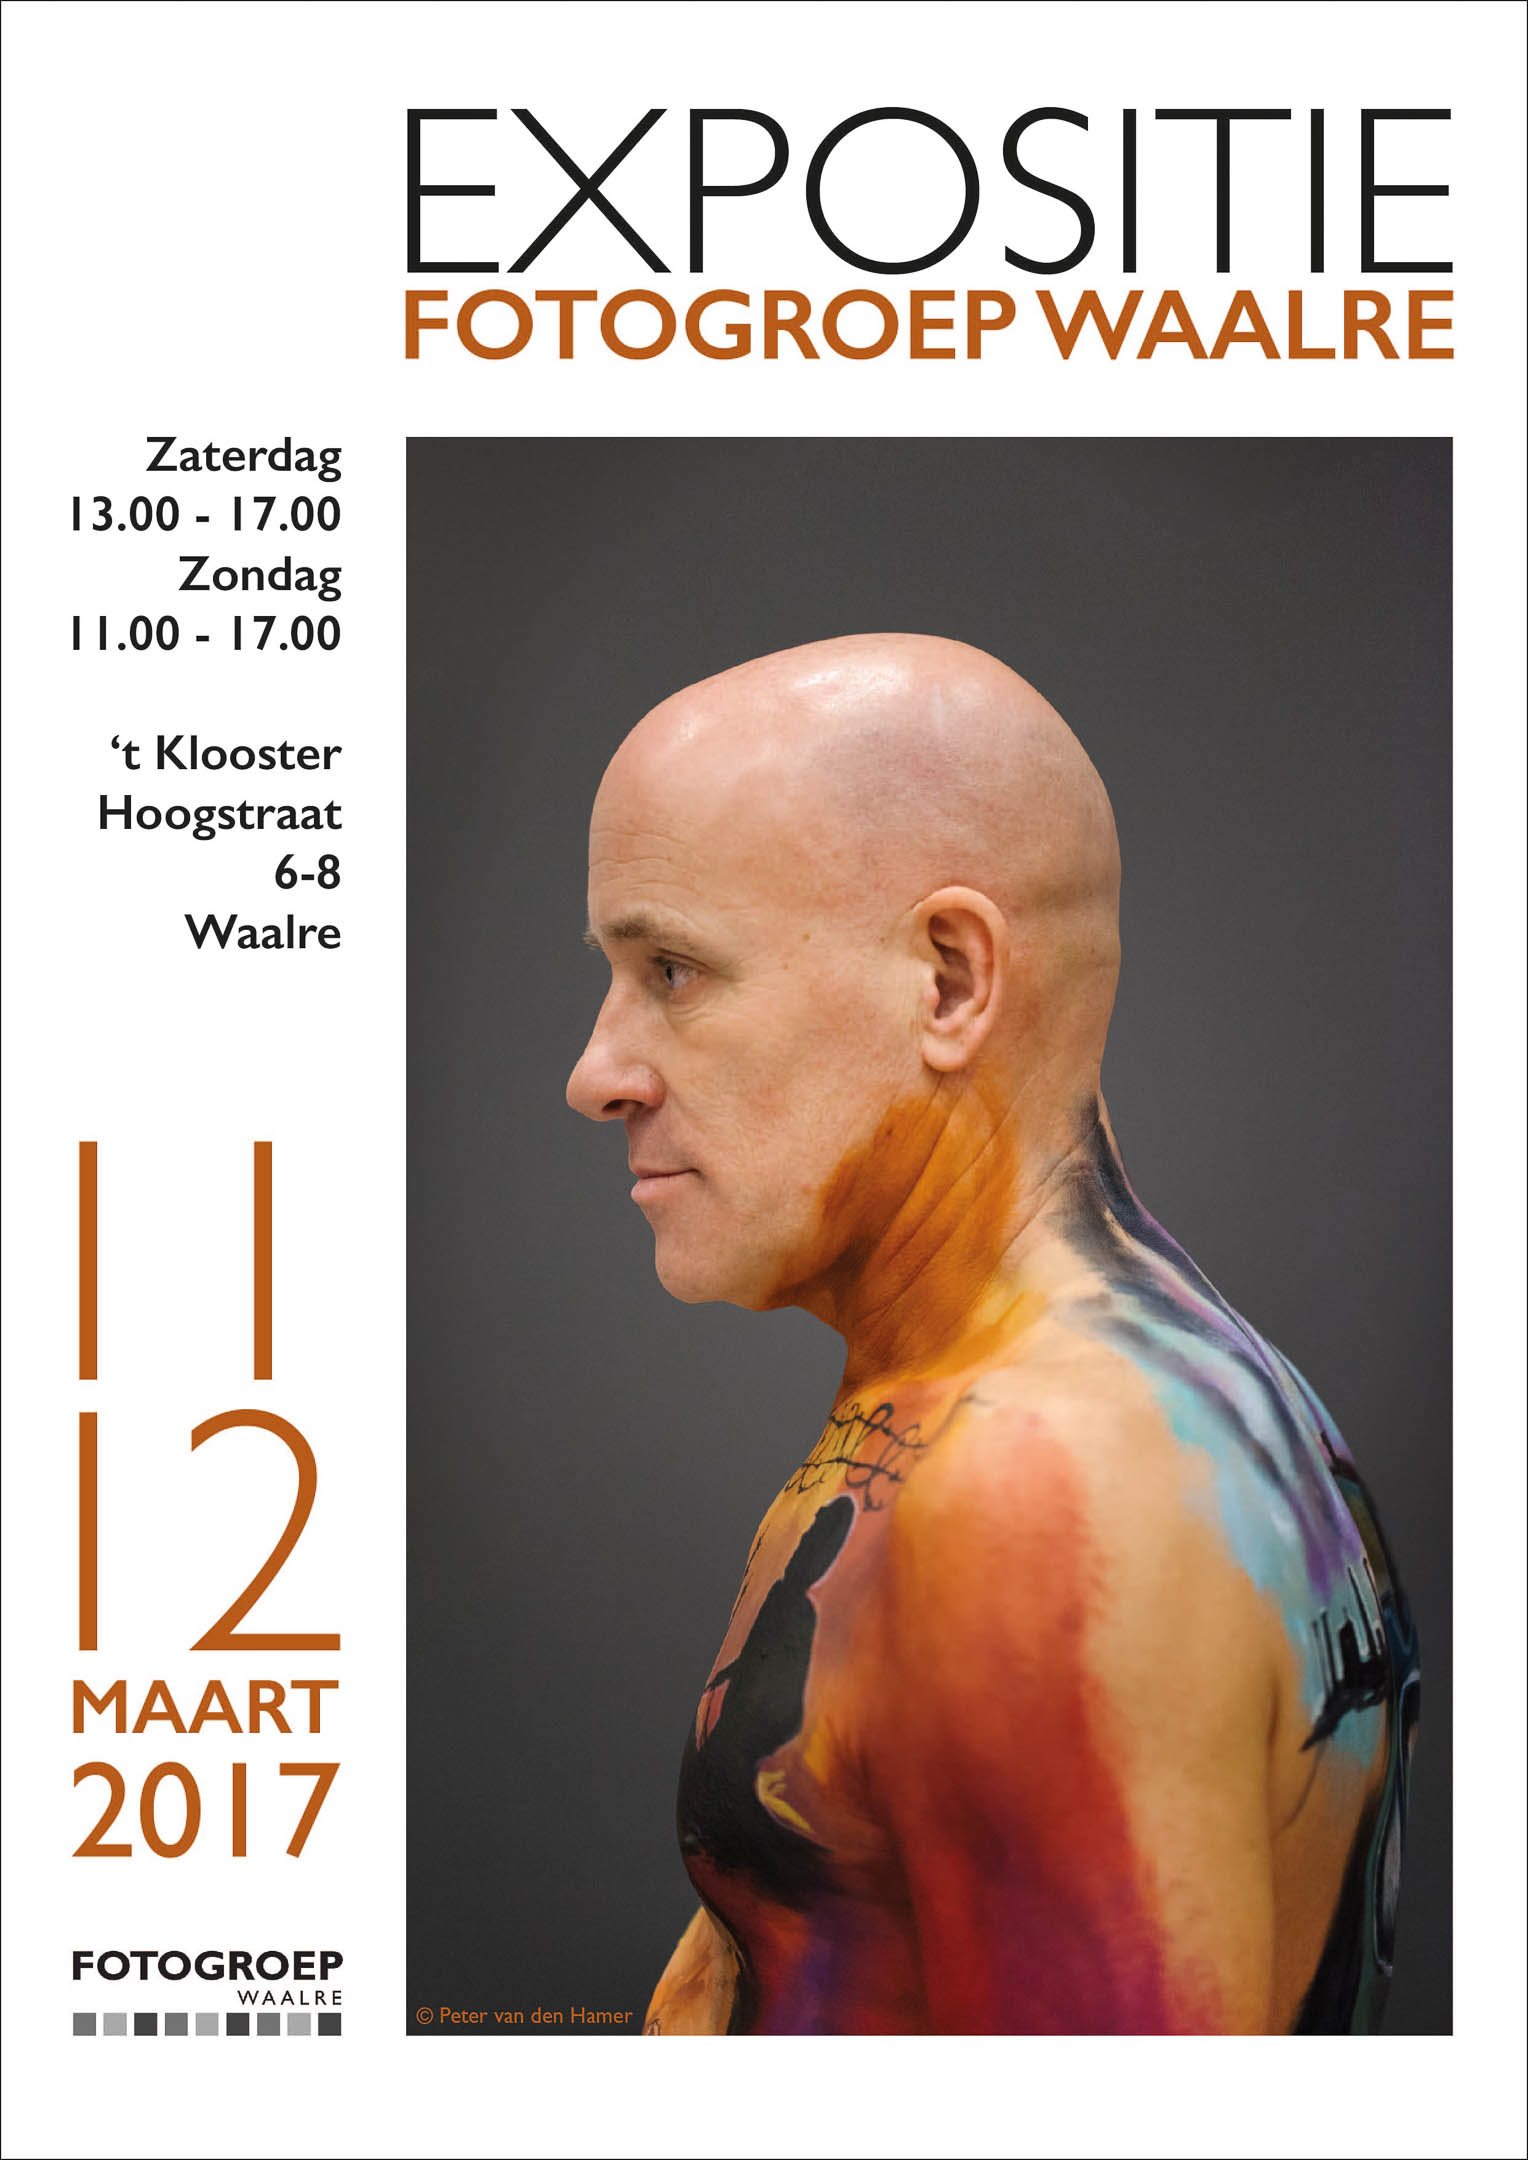 EXPOSITIE
FOTOGROEP WAALRE
Zaterdag
13.00 - 17.00
Zondag
11.00 - 17.00
‘t Klooster
Hoogstraat
6-8
Waalre
11
12
MAART
2017
FOTOGROEP
WAALRE
© Peter van den Hamer